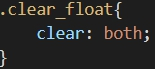 .clear_float{
    clear: both;
}